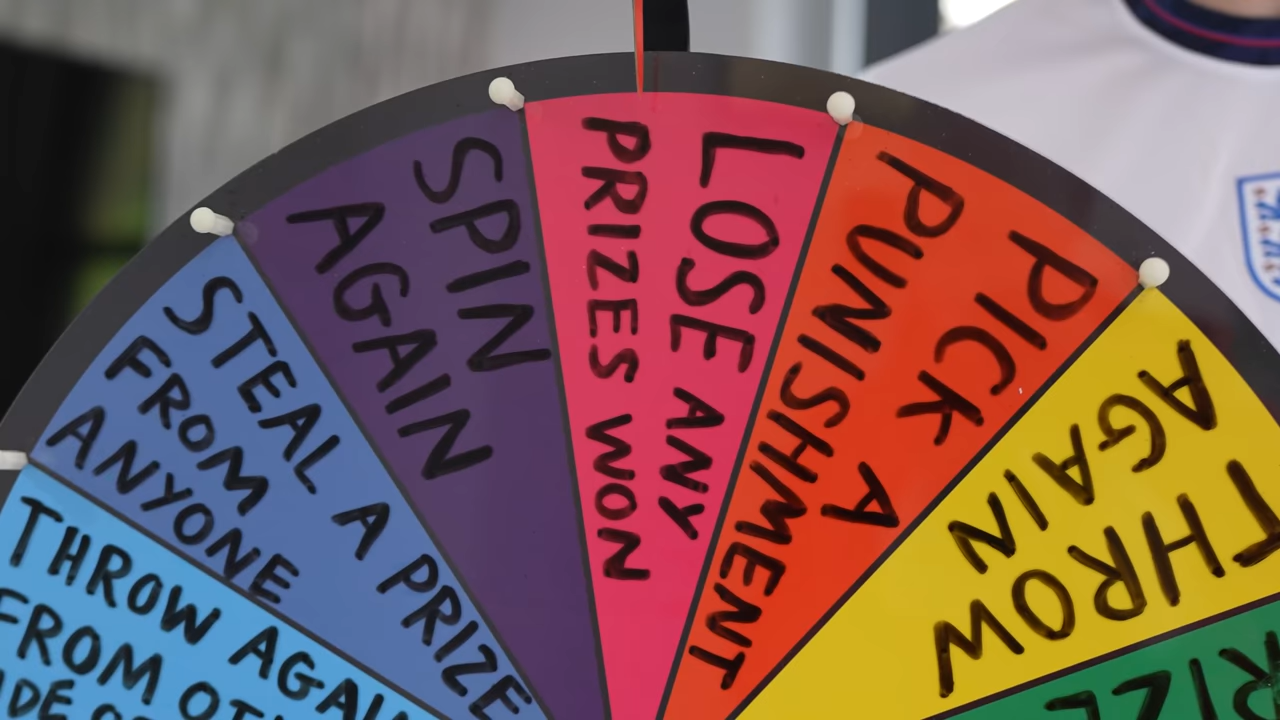 THROW AGAIN
FROM
STEAL A PRIZE
FROM
ANYONE
SPIN
AGAIN
LOSE ANY
PRIZES WON
PICK A
PUNISHMENT
THROW
AGAIN